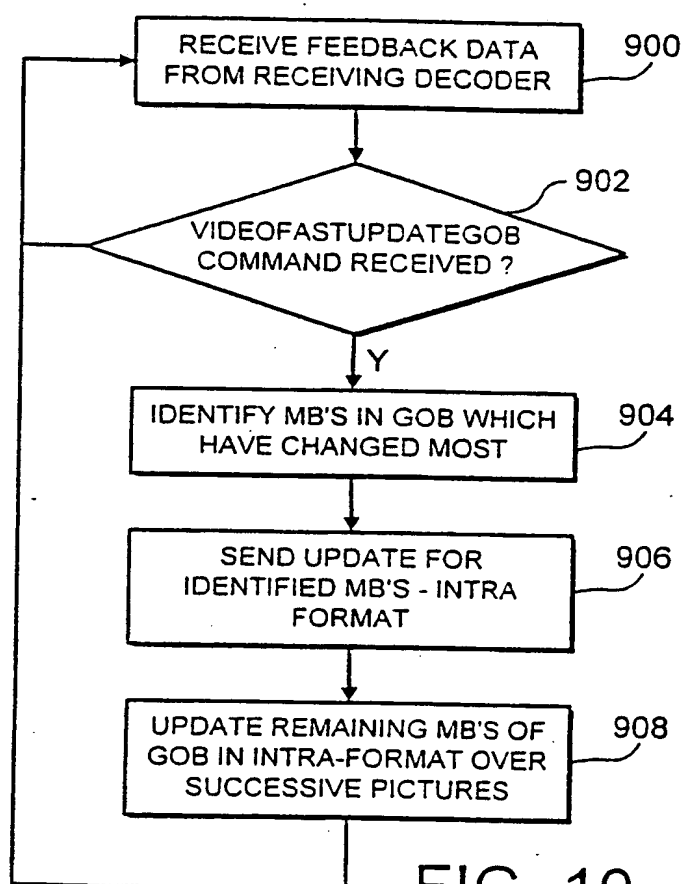 RECEIVE FEEDBACK DATA
FROM RECEIVING DECODER
900
902
VIDEOFASTUPDATEGOB
COMMAND RECEIVED ?
Y
IDENTIFY MB'S IN GOB WHICH
HAVE CHANGED MOST
904
SEND UPDATE FOR
IDENTIFIED MB'S - INTRA
FORMAT
906
UPDATE REMAINING MB'S OF
GOB IN INTRA-FORMAT OVER
SUCCESSIVE PICTURES
908
FIG. 10